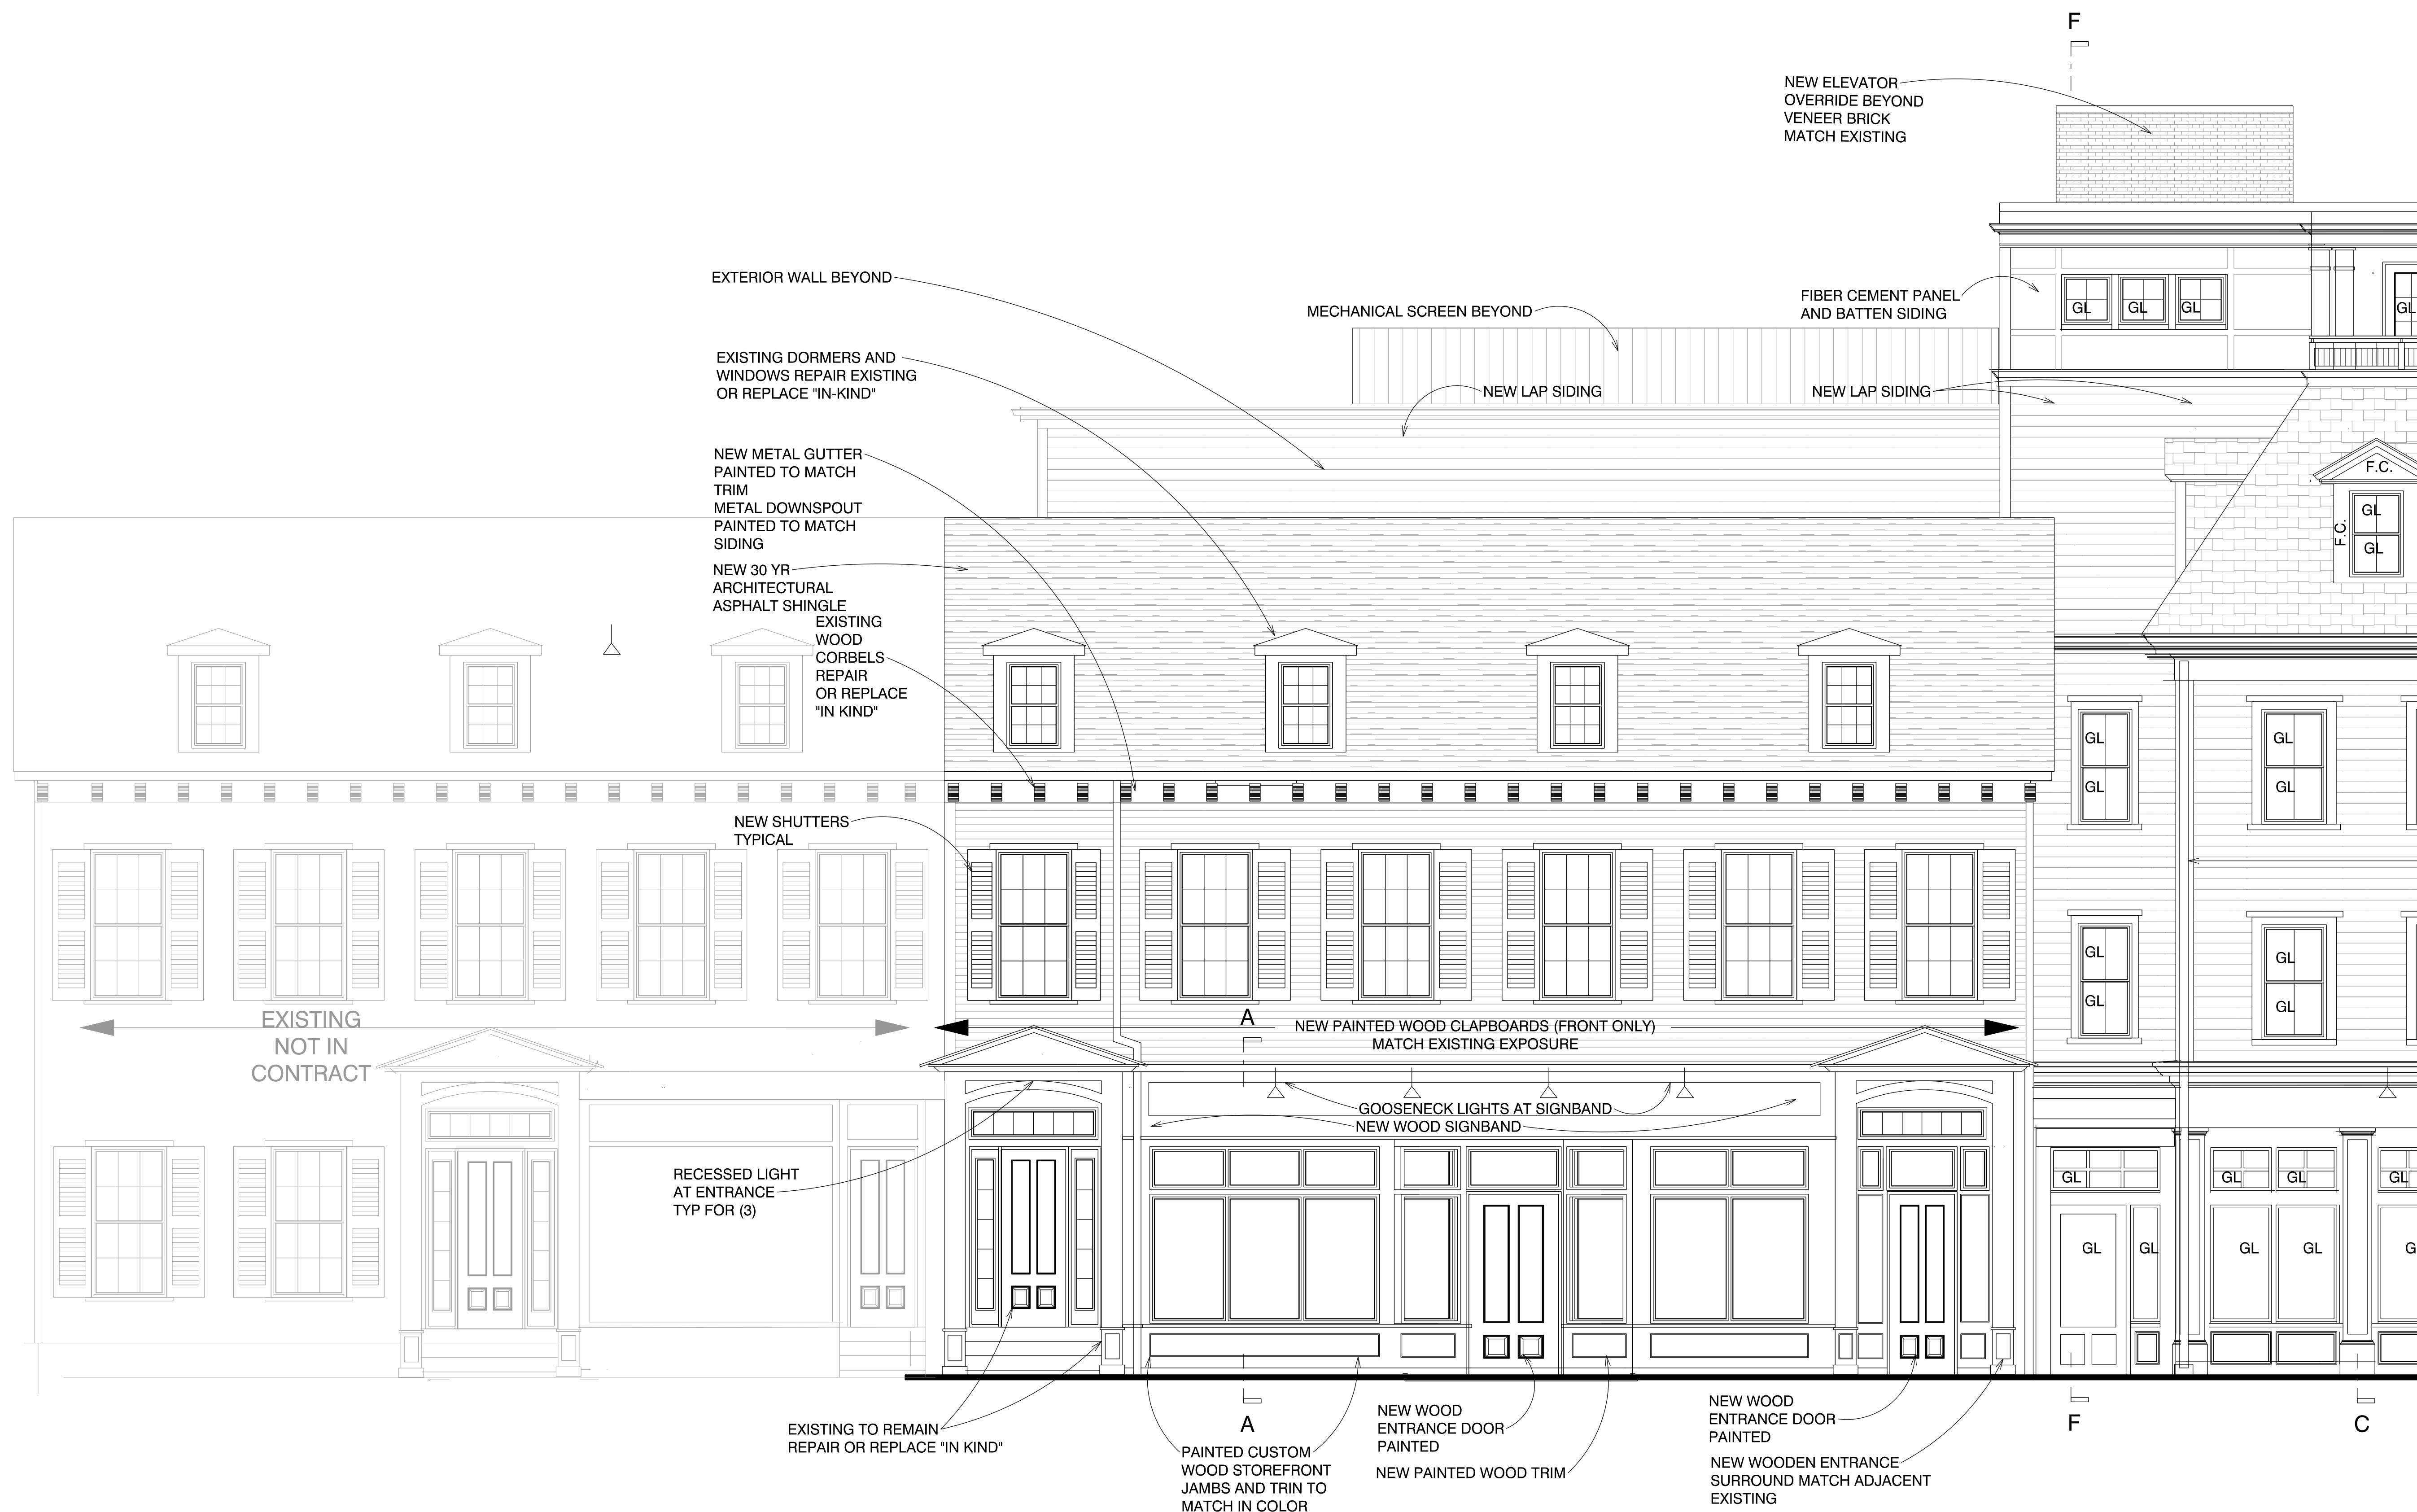 F
NEW ELEVATOR
OVERRIDE BEYOND
VENEER BRICK
MATCH EXISTING
EXTERIOR WALL BEYOND
MECHANICAL SCREEN BEYOND
FIBER CEMENT PANEL
AND BATTEN SIDING
GL
GL
GL
GL
EXISTING DORMERS AND
WINDOWS REPAIR EXISTING
OR REPLACE "IN-KIND"
NEW LAP SIDING
NEW LAP SIDING
NEW METAL GUTTER
PAINTED TO MATCH
TRIM
METAL DOWNSPOUT
PAINTED TO MATCH
SIDING
F.C.
F.C.
GL
GL
NEW 30 YR
ARCHITECTURAL
ASPHALT SHINGLE
EXISTING
WOOD
CORBELS
REPAIR
OR REPLACE
"IN KIND"
GL
GL
GL
GL
NEW SHUTTERS
TYPICAL
GL
GL
GL
GL
EXISTING
NOT IN
CONTRACT
A
NEW PAINTED WOOD CLAPBOARDS (FRONT ONLY)
MATCH EXISTING EXPOSURE
GOOSENECK LIGHTS AT SIGNBAND
NEW WOOD SIGNBAND
RECESSED LIGHT
AT ENTRANCE
TYP FOR (3)
GL
GL
GL
GL
GL
GL
GL
GL
G
EXISTING TO REMAIN
REPAIR OR REPLACE "IN KIND"
A
PAINTED CUSTOM
WOOD STOREFRONT
JAMBS AND TRIN TO
MATCH IN COLOR
NEW WOOD
ENTRANCE DOOR
PAINTED
NEW PAINTED WOOD TRIM
NEW WOOD
ENTRANCE DOOR
PAINTED
NEW WOODEN ENTRANCE
SURROUND MATCH ADJACENT
EXISTING
F
C